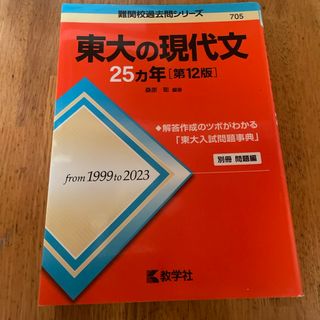 難関校過去問シリーズ
705
東大の現代文
25カ年[第12版]
桑原 聡 編著
◆解答作成のツボがわかる
「東大入試問題事典」
別冊 問題編
from 1999 to 2023
教学社